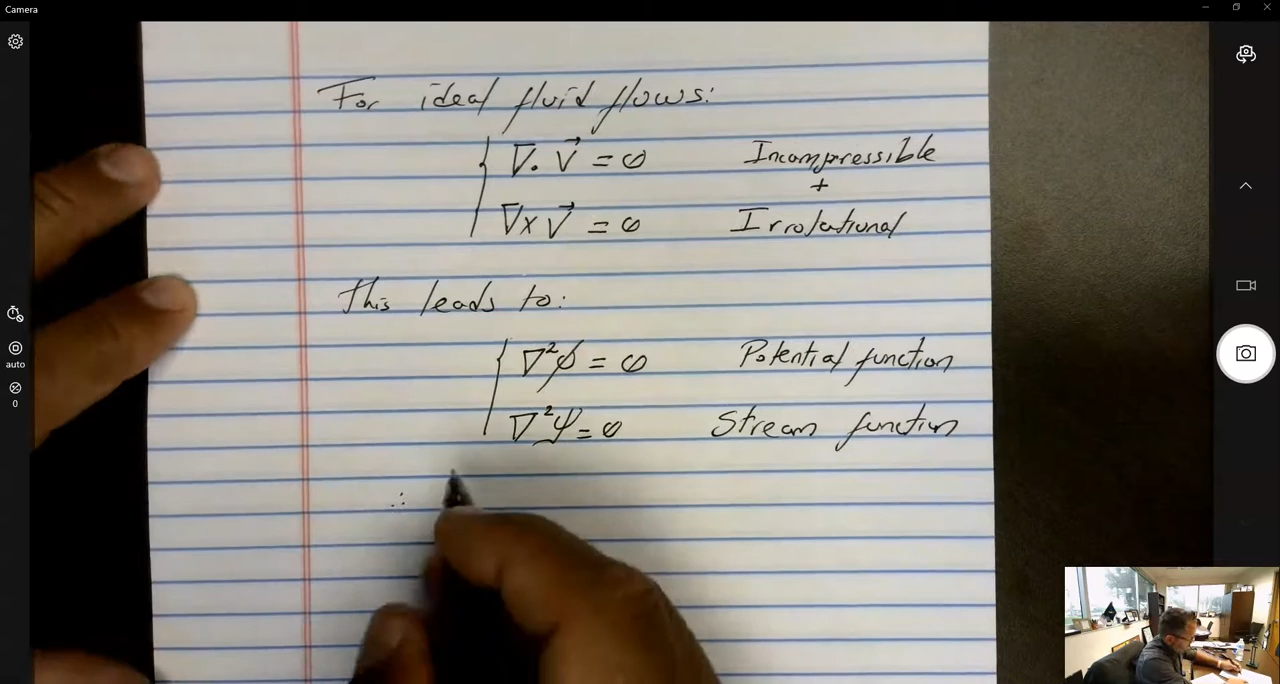 Camera
For ideal fluid flows:
∇. V⃗ = 0 Incompressible
+
∇x V⃗ = 0 Irrotational
This leads to:
∇²ϕ = 0 Potential function
∇²ψ = 0 Stream function
∴
auto
0